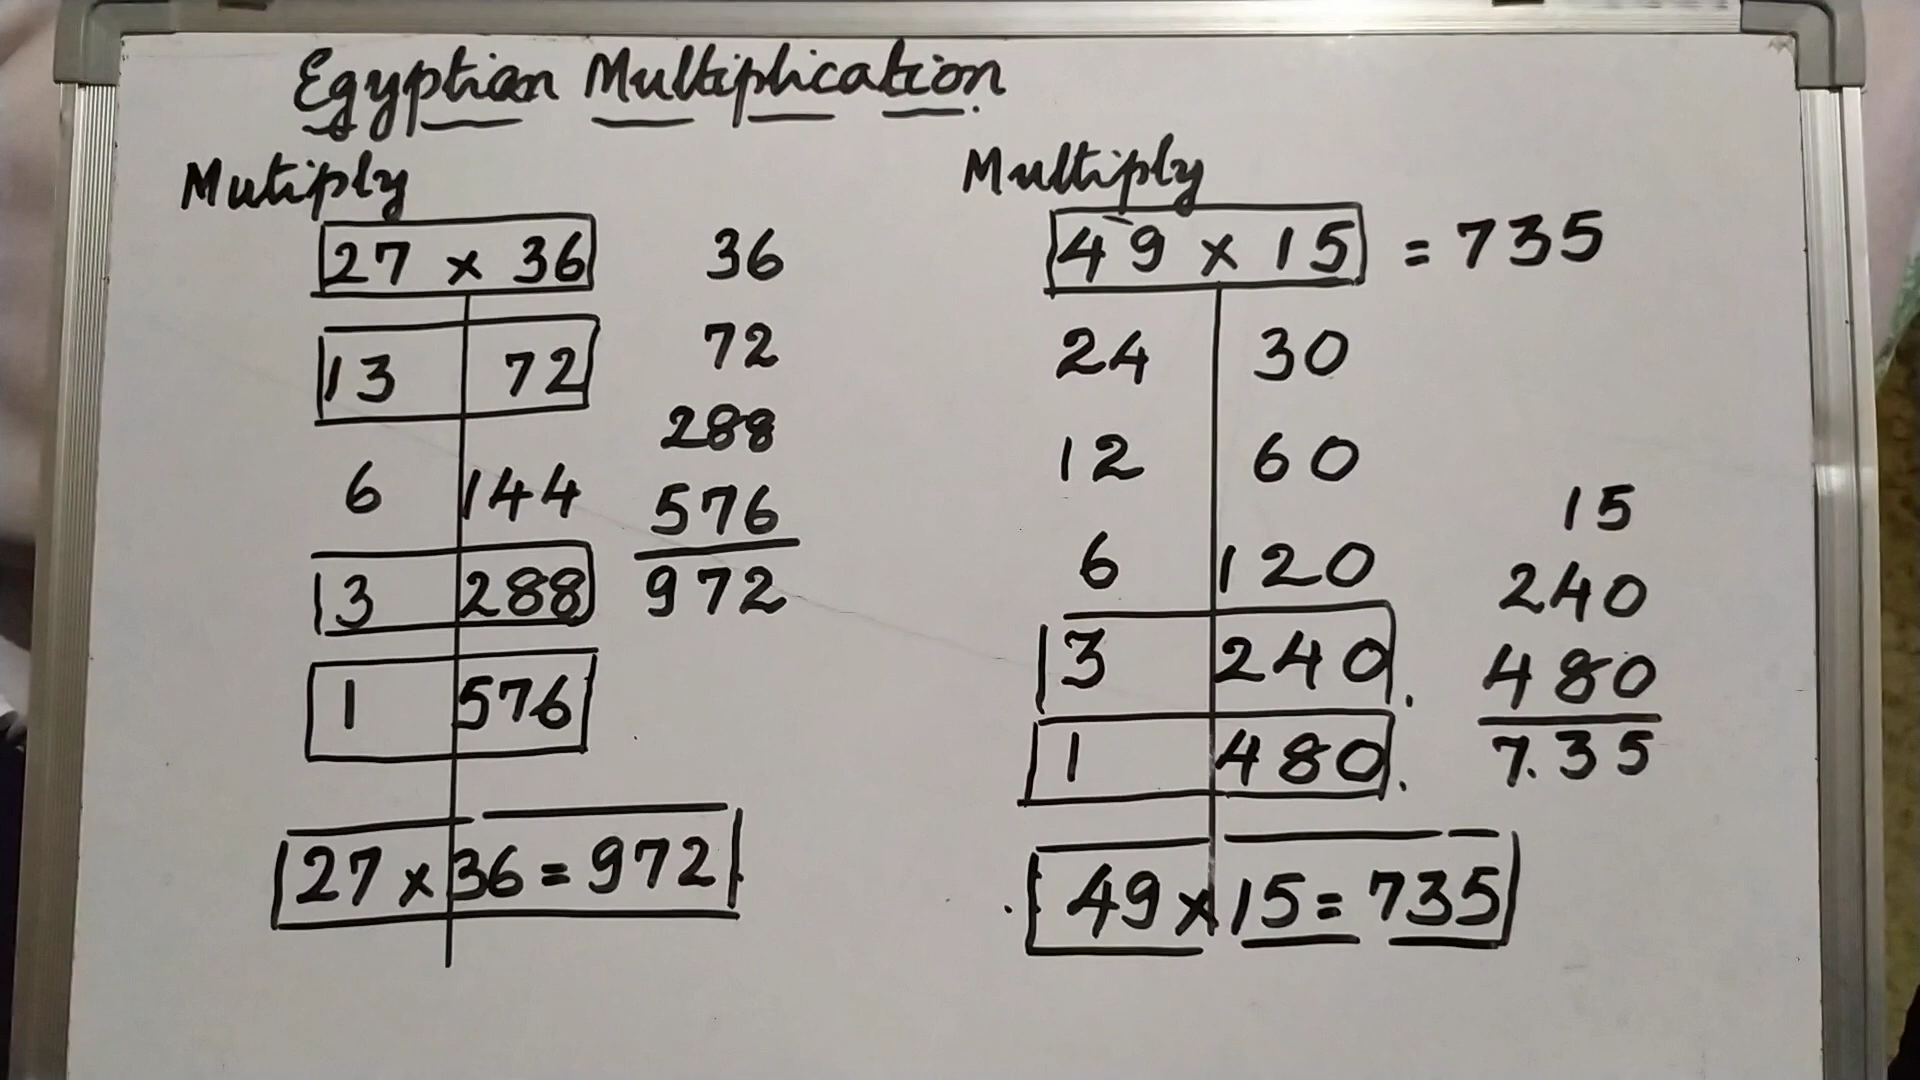 Egyptian Multiplication.
Mutiply
27 × 36
13 72
6 144
3 288
1 576
27 × 36 = 972
36
72
288
576
972
Multiply
49 × 15 = 735
24 30
12 60
6 120
3 240.
1 480.
49 × 15 = 735
15
240
480
7.35